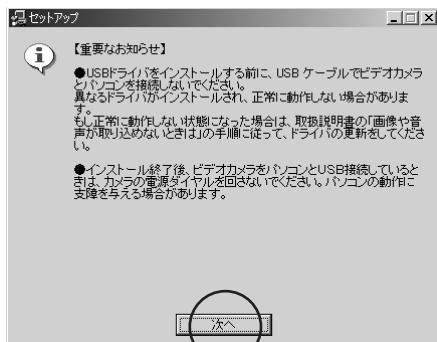 セットアップ
【重要なお知らせ】
●USBドライバをインストールする前に、USB ケーブルでビデオカメラ
とパソコンを接続しないでください。
異なるドライバがインストールされ、正常に動作しない場合がありま
す。
もし正常に動作しない状態になった場合は、取扱説明書の「画像や音
声が取り込めないときは」の手順に従って、ドライバの更新をしてくださ
い。
●インストール終了後、ビデオカメラをパソコンとUSB接続していると
きは、カメラの電源ダイヤルを回さないでください。パソコンの動作に
支障を与える場合があります。
次へ